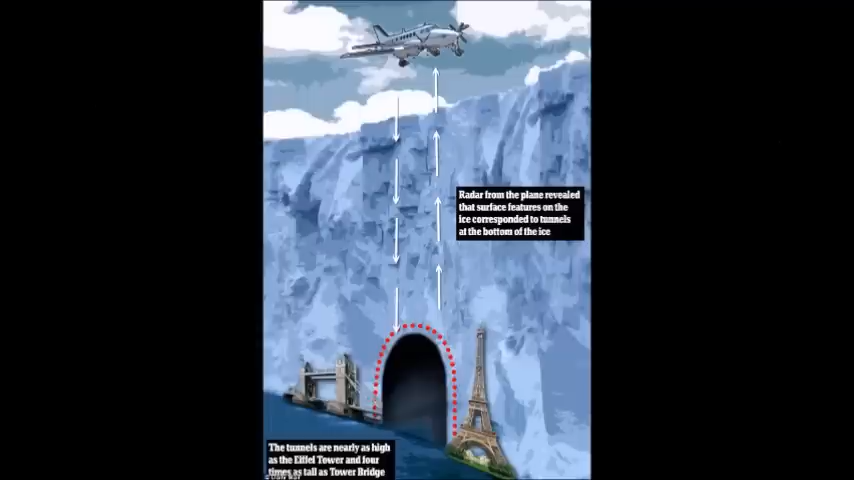 Radar from the plane revealed
that surface features on the
ice corresponded to tunnels
at the bottom of the ice
The tunnels are nearly as high
as the Eiffel Tower and four
times as tall as Tower Bridge